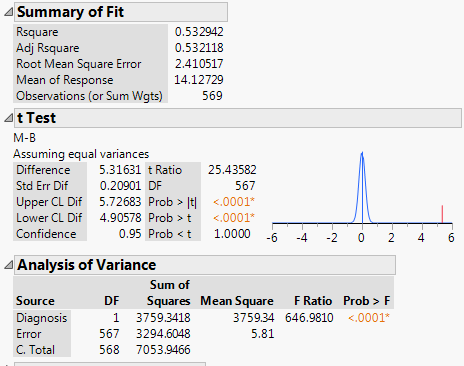 Summary of Fit
Rsquare 0.532942
Adj Rsquare 0.532118
Root Mean Square Error 2.410517
Mean of Response 14.12729
Observations (or Sum Wgts) 569
t Test
M-B
Assuming equal variances
Difference 5.31631 t Ratio 25.43582
Std Err Dif 0.20901 DF 567
Upper CL Dif 5.72683 Prob > |t| <.0001*
Lower CL Dif 4.90578 Prob > t <.0001*
Confidence 0.95 Prob < t 1.0000
-6 -4 -2 0 2 4 6
Analysis of Variance
Sum of
Source DF Squares Mean Square F Ratio Prob > F
Diagnosis 1 3759.3418 3759.34 646.9810 <.0001*
Error 567 3294.6048 5.81
C. Total 568 7053.9466